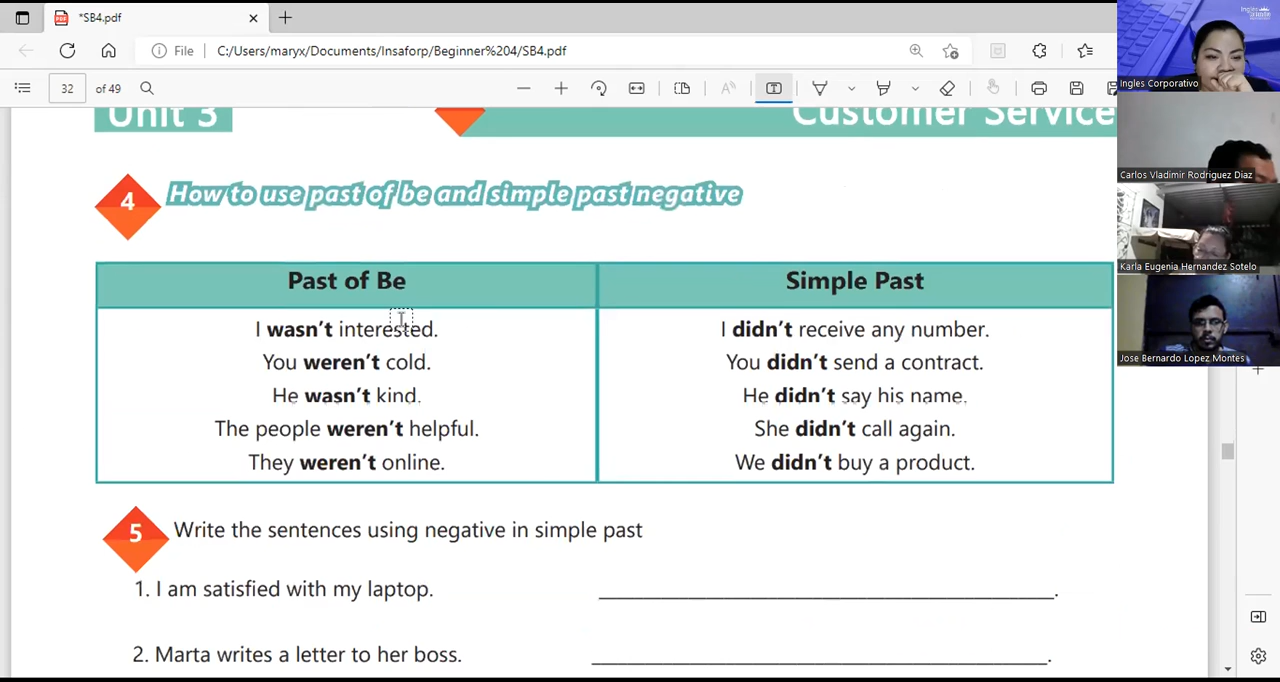 *SB4.pdf
File C:/Users/maryx/Documents/Insaforp/Beginner%204/SB4.pdf
32 of 49
Unit 3 Customer Service
4 How to use past of be and simple past negative
Past of Be Simple Past
I wasn't interested. I didn't receive any number.
You weren't cold. You didn't send a contract.
He wasn't kind. He didn't say his name.
The people weren't helpful. She didn't call again.
They weren't online. We didn't buy a product.
5 Write the sentences using negative in simple past
1. I am satisfied with my laptop. ______________________________.
2. Marta writes a letter to her boss. ______________________________.
Ingles Corporativo
Carlos Vladimir Rodriguez Diaz
Karla Eugenia Hernandez Sotelo
Jose Bernardo Lopez Montes